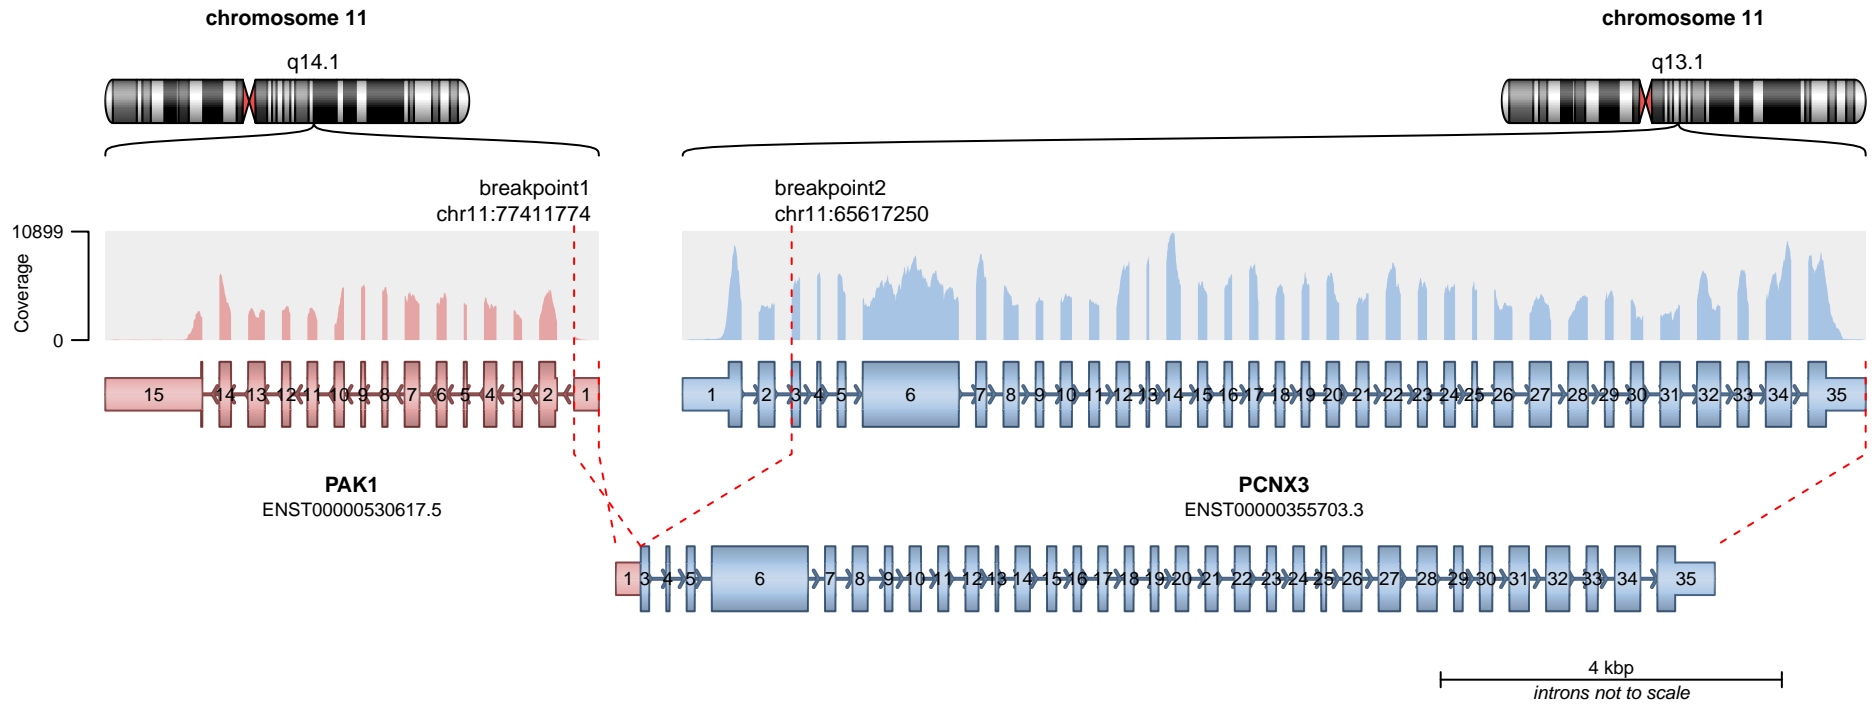 chromosome 11
chromosome 11
q14.1
q13.1
breakpoint1
chr11:77411774
breakpoint2
chr11:65617250
10899
Coverage
0
15 14 13 12 11 10 9 8 7 6 5 4 3 2 1
1 2 3 4 5 6 7 8 9 10 11 12 13 14 15 16 17 18 19 20 21 22 23 24 25 26 27 28 29 30 31 32 33 34 35
PAK1
ENST00000530617.5
PCNX3
ENST00000355703.3
1 3 4 5 6 7 8 9 10 11 12 13 14 15 16 17 18 19 20 21 22 23 24 25 26 27 28 29 30 31 32 33 34 35
4 kbp
introns not to scale